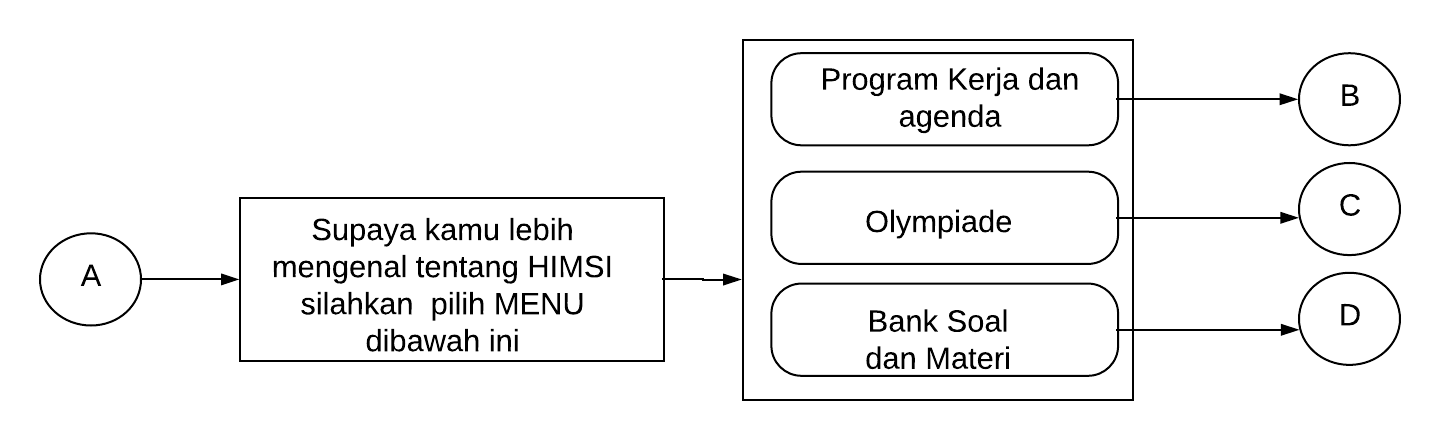 A
Supaya kamu lebih
mengenal tentang HIMSI
silahkan  pilih MENU
dibawah ini
Program Kerja dan
agenda
Olympiade
Bank Soal
dan Materi
B
C
D